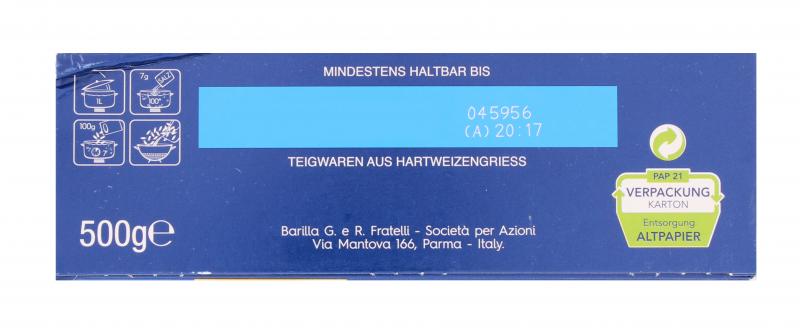 1L
7g
SALZ
100°
100g
7'
MINDESTENS HALTBAR BIS
045956
(A) 20:17
TEIGWAREN AUS HARTWEIZENGRIESS
500g℮
Barilla G. e R. Fratelli - Società per Azioni
Via Mantova 166, Parma - Italy.
PAP 21
VERPACKUNG
KARTON
Entsorgung
ALTPAPIER